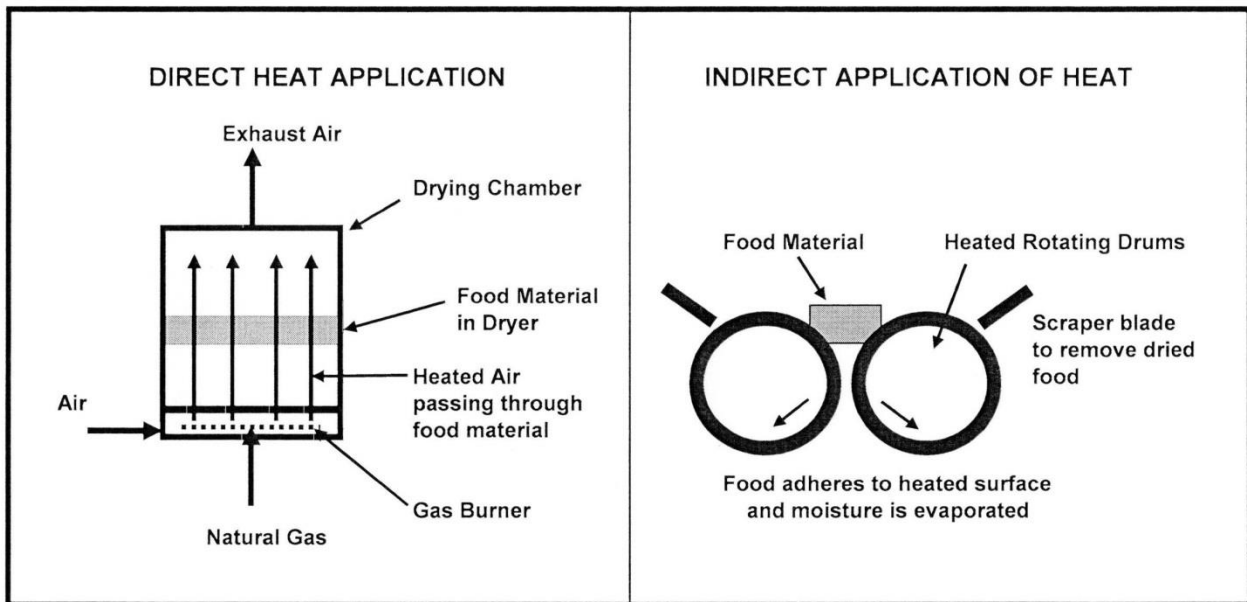 DIRECT HEAT APPLICATION
Exhaust Air
Drying Chamber
Food Material
in Dryer
Heated Air
passing through
food material
Air
Gas Burner
Natural Gas
INDIRECT APPLICATION OF HEAT
Food Material
Heated Rotating Drums
Scraper blade
to remove dried
food
Food adheres to heated surface
and moisture is evaporated